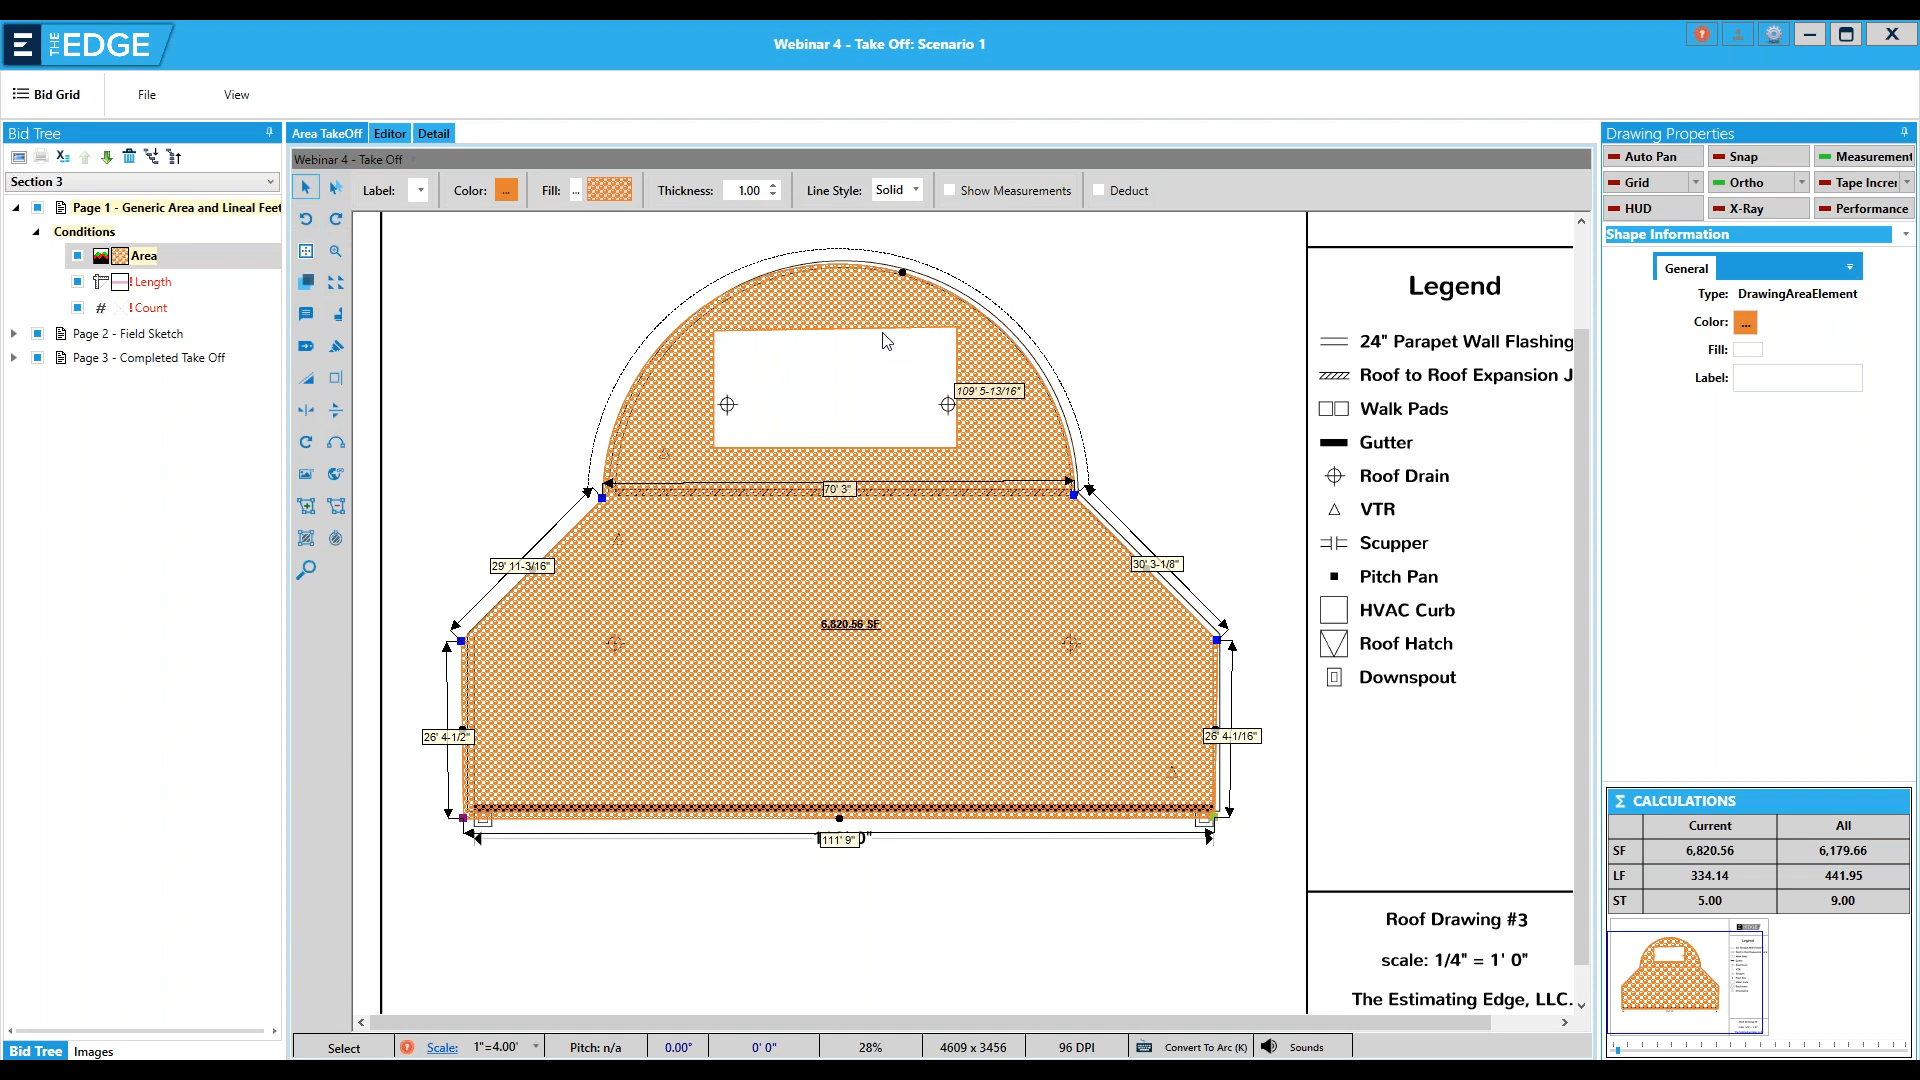 THE EDGE
Webinar 4 - Take Off: Scenario 1
Bid Grid
File
View
Bid Tree
Section 3
Page 1 - Generic Area and Lineal Feet
Conditions
Area
! Length
# ! Count
Page 2 - Field Sketch
Page 3 - Completed Take Off
Bid Tree
Images
Area TakeOff
Editor
Detail
Webinar 4 - Take Off
Label:
Color: ...
Fill: ...
Thickness: 1.00
Line Style: Solid
Show Measurements
Deduct
109' 5-13/16"
70' 3"
29' 11-3/16"
30' 3-1/8"
6,820.56 SF
26' 4-1/2"
26' 4-1/16"
111' 9"
Legend
24" Parapet Wall Flashing
Roof to Roof Expansion J
Walk Pads
Gutter
Roof Drain
VTR
Scupper
Pitch Pan
HVAC Curb
Roof Hatch
Downspout
Roof Drawing #3
scale: 1/4" = 1' 0"
The Estimating Edge, LLC.
Select
Scale: 1"=4.00'
Pitch: n/a
0.00°
0' 0"
28%
4609 x 3456
96 DPI
Convert To Arc (K)
Sounds
Drawing Properties
Auto Pan
Snap
Measurement
Grid
Ortho
Tape Increr
HUD
X-Ray
Performance
Shape Information
General
Type: DrawingAreaElement
Color: ...
Fill:
Label:
Σ CALCULATIONS
Current All
SF 6,820.56 6,179.66
LF 334.14 441.95
ST 5.00 9.00